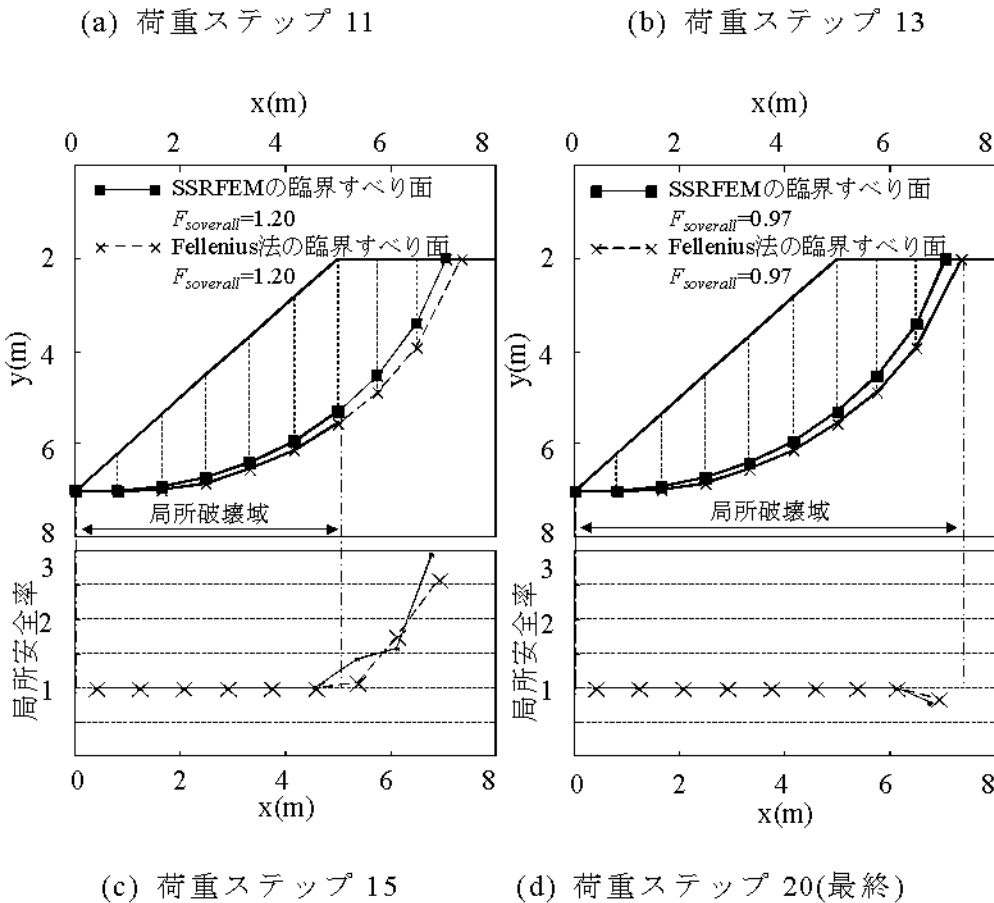 (a) 荷重ステップ 11
(b) 荷重ステップ 13
x(m)
0 2 4 6 8
SSRFEMの臨界すべり面
Fsoverall=1.20
Fellenius法の臨界すべり面
Fsoverall=1.20
y(m)
2
4
6
8
局所破壊域
局所安全率
3
2
1
0 2 4 6 8
x(m)
x(m)
0 2 4 6 8
SSRFEMの臨界すべり面
Fsoverall=0.97
Fellenius法の臨界すべり面
Fsoverall=0.97
y(m)
2
4
6
8
局所破壊域
局所安全率
3
2
1
0 2 4 6 8
x(m)
(c) 荷重ステップ 15
(d) 荷重ステップ 20(最終)